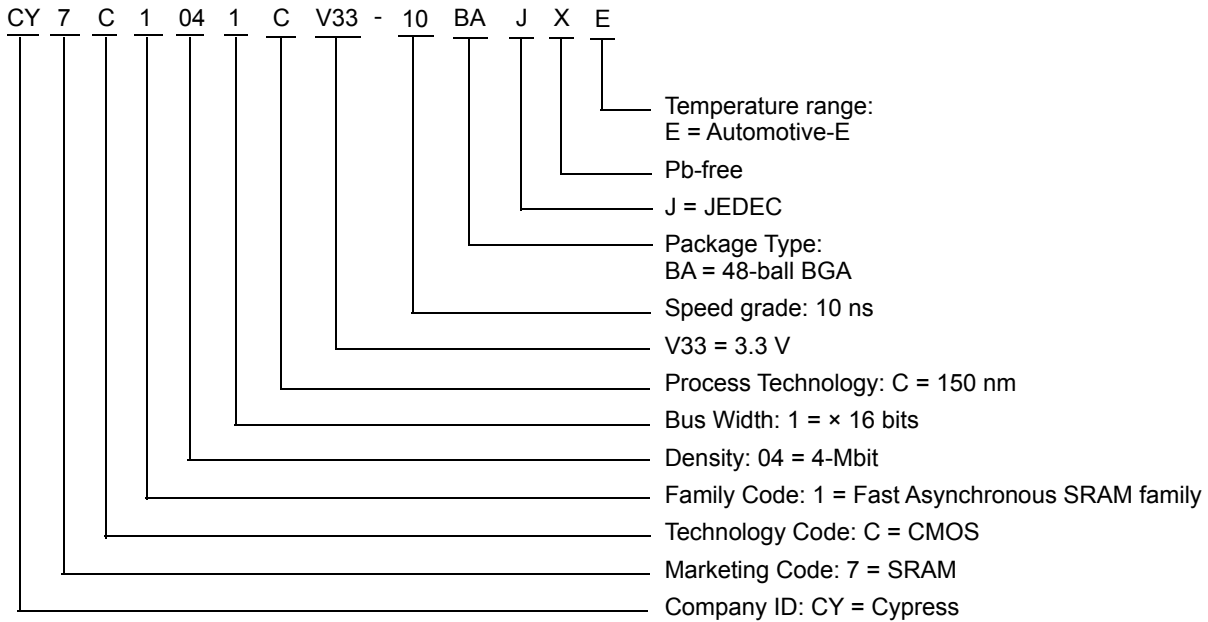 CY 7 C 1 04 1 C V33 - 10 BA J X E
Temperature range:
E = Automotive-E
Pb-free
J = JEDEC
Package Type:
BA = 48-ball BGA
Speed grade: 10 ns
V33 = 3.3 V
Process Technology: C = 150 nm
Bus Width: 1 = × 16 bits
Density: 04 = 4-Mbit
Family Code: 1 = Fast Asynchronous SRAM family
Technology Code: C = CMOS
Marketing Code: 7 = SRAM
Company ID: CY = Cypress